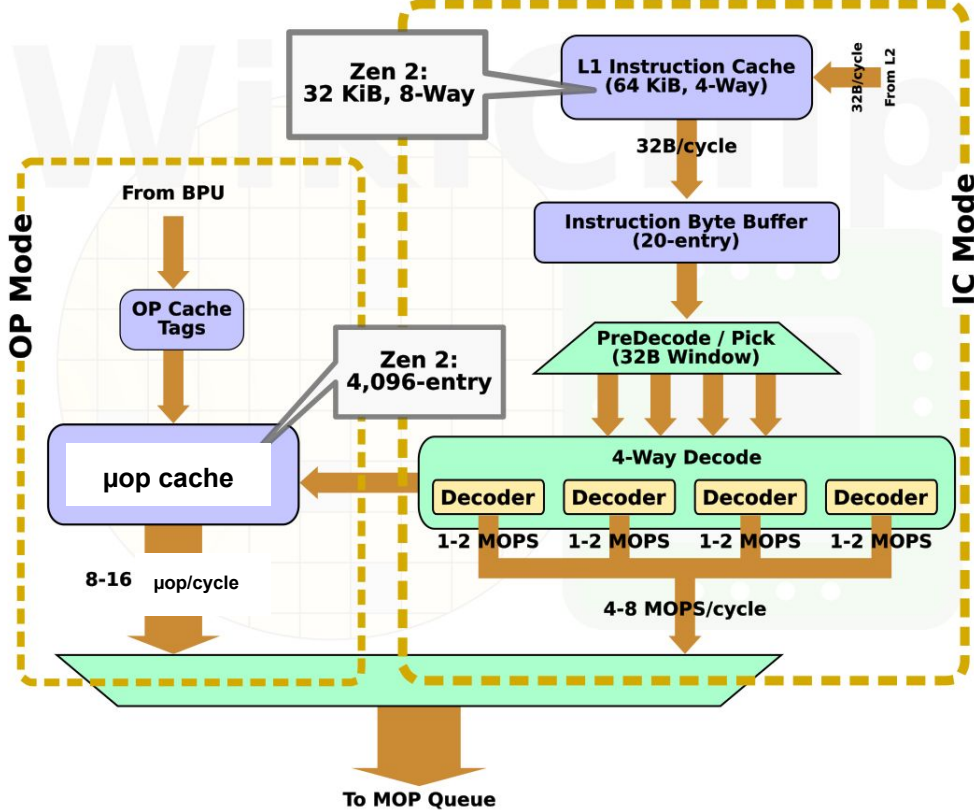 WikiChip
Zen 2:
32 KiB, 8-Way
L1 Instruction Cache
(64 KiB, 4-Way)
32B/cycle
From L2
32B/cycle
From BPU
Instruction Byte Buffer
(20-entry)
OP Mode
IC Mode
OP Cache
Tags
PreDecode / Pick
(32B Window)
Zen 2:
4,096-entry
µop cache
4-Way Decode
Decoder
Decoder
Decoder
Decoder
1-2 MOPS
1-2 MOPS
1-2 MOPS
1-2 MOPS
8-16 µop/cycle
4-8 MOPS/cycle
To MOP Queue